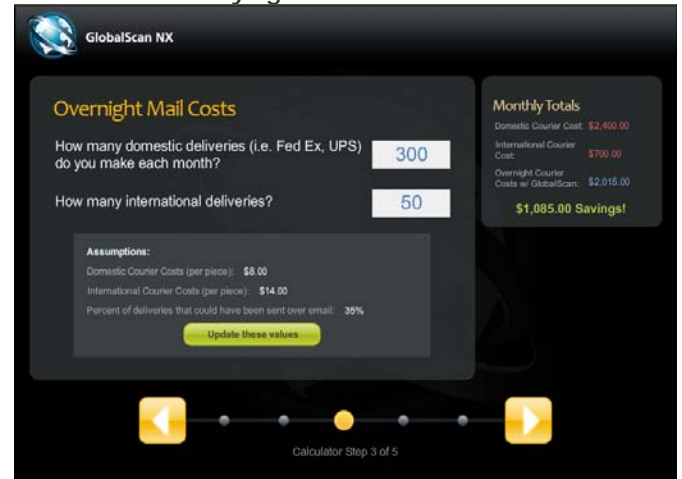 GlobalScan NX
Overnight Mail Costs
How many domestic deliveries (i.e. Fed Ex, UPS)
do you make each month?
300
How many international deliveries?
50
Assumptions:
Domestic Courier Costs (per piece): $8.00
International Courier Costs (per piece): $14.00
Percent of deliveries that could have been sent over email: 35%
Update these values
Monthly Totals
Domestic Courier Cost: $2,400.00
International Courier
Cost: $700.00
Overnight Courier
Costs w/ GlobalScan: $2,015.00
$1,085.00 Savings!
Calculator Step 3 of 5